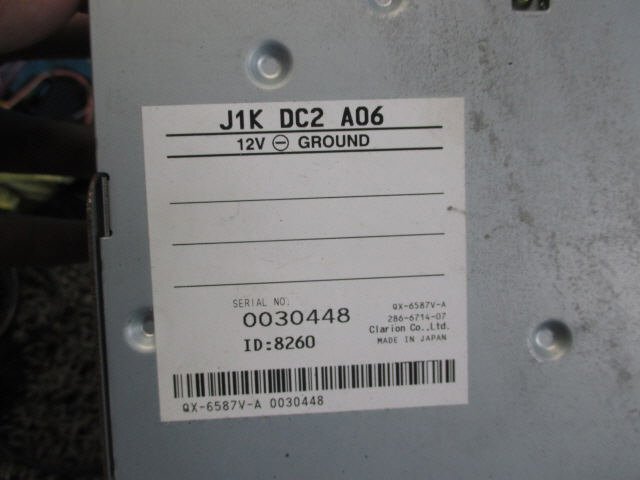 J1K DC2 A06
12V ⊖ GROUND
SERIAL NO.
0030448
ID:8260
QX-6587V-A
286-6714-07
Clarion Co.,Ltd.
MADE IN JAPAN
QX-6587V-A 0030448